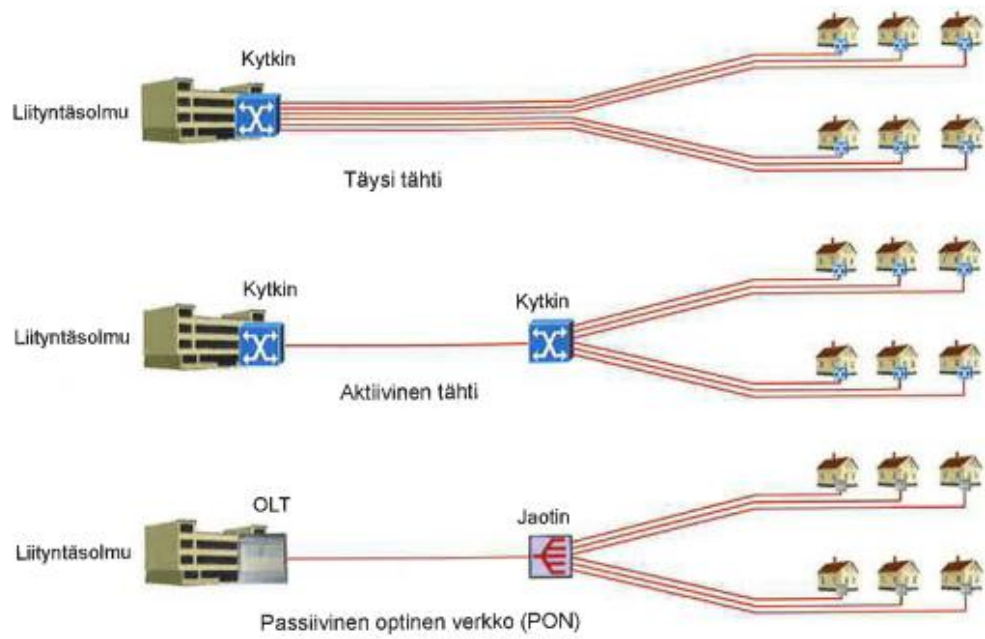 Kytkin
Liityntäsolmu
Täysi tähti
Kytkin
Kytkin
Liityntäsolmu
Aktiivinen tähti
OLT
Jaotin
Liityntäsolmu
Passiivinen optinen verkko (PON)